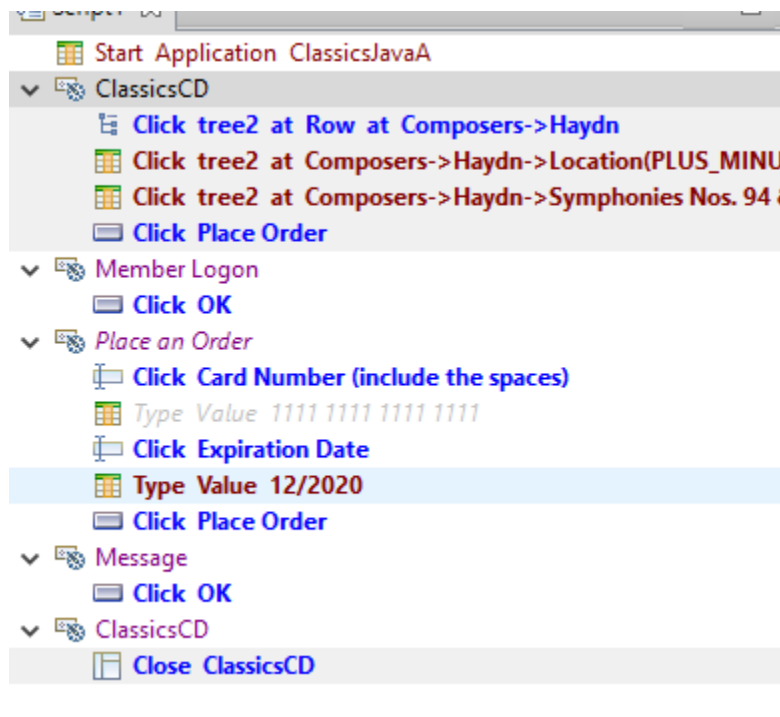 Start Application ClassicsJavaA
ClassicsCD
Click tree2 at Row at Composers->Haydn
Click tree2 at Composers->Haydn->Location(PLUS_MINU
Click tree2 at Composers->Haydn->Symphonies Nos. 94
Click Place Order
Member Logon
Click OK
Place an Order
Click Card Number (include the spaces)
Type Value 1111 1111 1111 1111
Click Expiration Date
Type Value 12/2020
Click Place Order
Message
Click OK
ClassicsCD
Close ClassicsCD